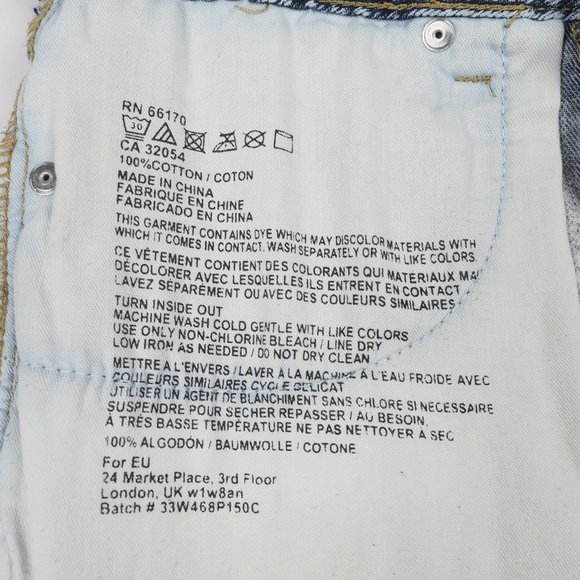 RN 66170
30
CA 32054
100%COTTON / COTON
MADE IN CHINA
FABRIQUE EN CHINE
FABRICADO EN CHINA
THIS GARMENT CONTAINS DYE WHICH MAY DISCOLOR MATERIALS WITH
WHICH IT COMES IN CONTACT. WASH SEPARATELY OR WITH LIKE COLORS.
CE VÊTEMENT CONTIENT DES COLORANTS QUI MATERIAUX
DÉCOLORER AVEC LESQUELLES ILS ENTRENT EN CONTACT
LAVEZ SÉPARÉMENT OU AVEC DES COULEURS SIMILAIRES
TURN INSIDE OUT
MACHINE WASH COLD GENTLE WITH LIKE COLORS
USE ONLY NON-CHLORINE BLEACH / LINE DRY
LOW IRON AS NEEDED / DO NOT DRY CLEAN
METTRE A L'ENVERS / LAVER A LA MACHINE A L'EAU FROIDE AVEC
COULEURS SIMILAIRES CYCLE DELICAT
UTILISER UN AGENT DE BLANCHIMENT SANS CHLORE SI NECESSAIRE
SUSPENDRE POUR SECHER REPASSER / AU BESOIN.
À TRÈS BASSE TEMPÉRATURE NE PAS NETTOYER À SEC
100% ALGODÓN / BAUMWOLLE / COTONE
For EU
24 Market Place, 3rd Floor
London, UK w1w8an
Batch # 33W468P150C